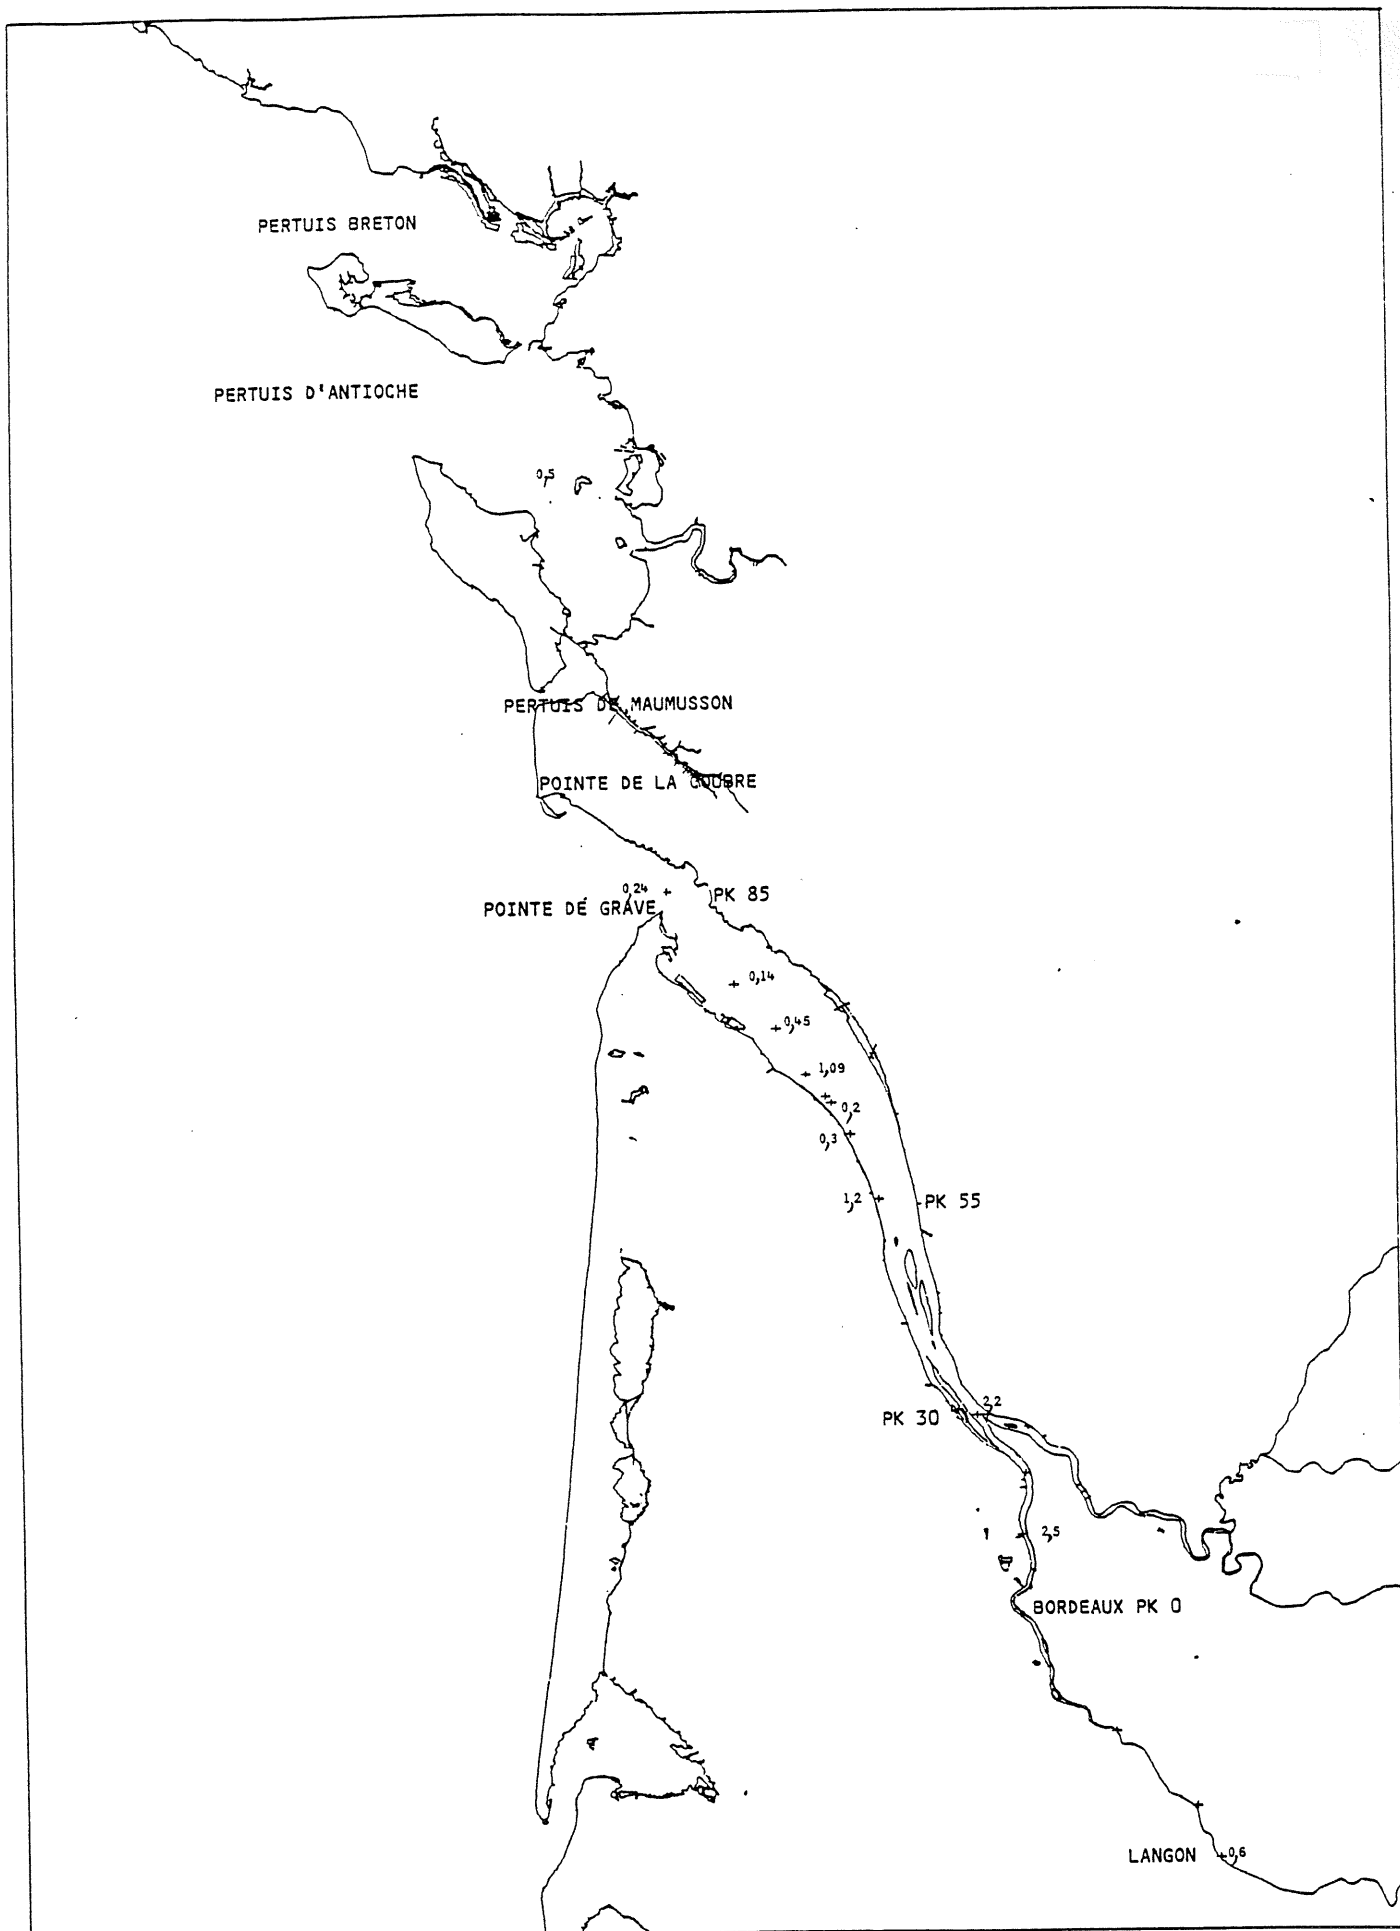 PERTUIS BRETON
PERTUIS D'ANTIOCHE
0,5
PERTUIS DE MAUMUSSON
POINTE DE LA COUBRE
0,24
PK 85
POINTE DE GRAVE
0,14
0,45
1,09
0,2
0,3
1,2
PK 55
2,2
PK 30
2,5
BORDEAUX PK 0
LANGON
0,6